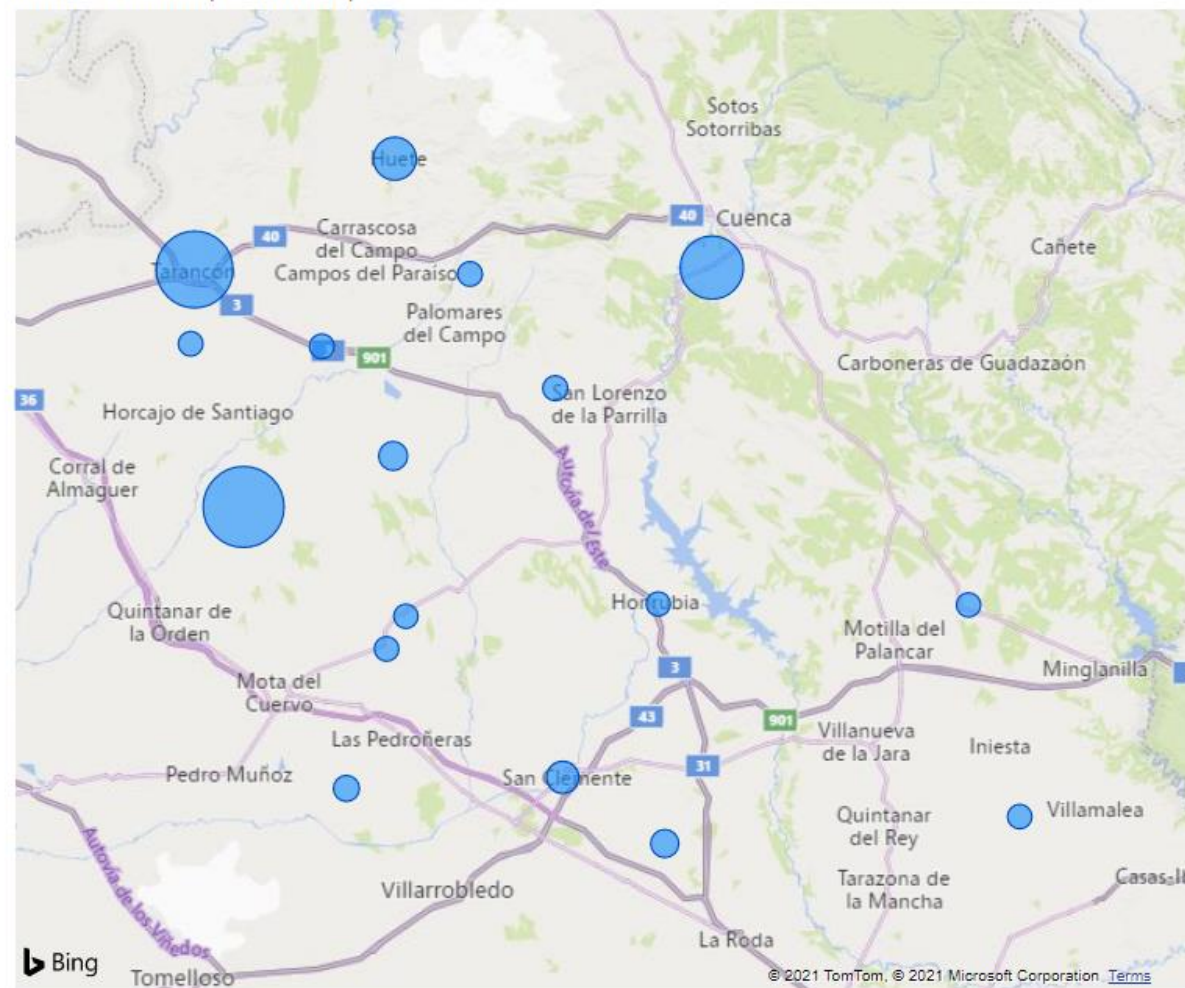 Sotos
Sotorribas
Huete
40
Cuenca
Carrascosa
del Campo
Campos del Paraíso
40
Cañete
Tarancón
3
Palomares
del Campo
901
Carboneras de Guadazaón
36
Horcajo de Santiago
San Lorenzo
de la Parrilla
Corral de
Almaguer
Autovía del Este
Honrubia
Quintanar de
la Orden
Motilla del
Palancar
3
Minglanilla
Mota del
Cuervo
43
901
Las Pedroñeras
Villanueva
de la Jara
Iniesta
Pedro Muñoz
San Clemente
31
Villamalea
Quintanar
del Rey
Autovía de los Viñedos
Villarrobledo
Tarazona de
la Mancha
Casas-I
La Roda
Bing
Tomelloso
© 2021 TomTom, © 2021 Microsoft Corporation Terms